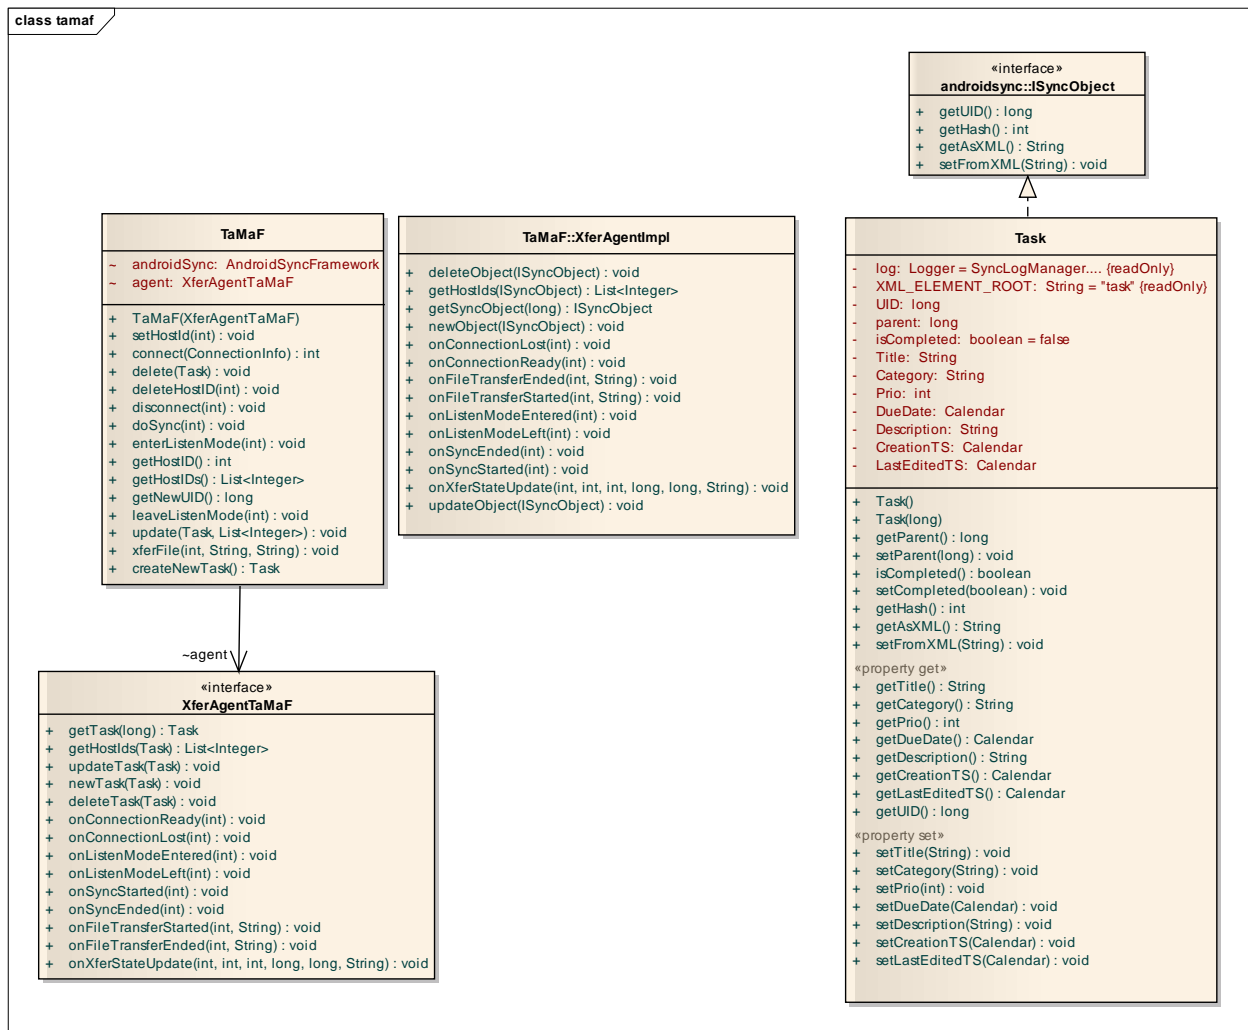 class tamaf
«interface»
androidsync::ISyncObject
+ getUID() : long
+ getHash() : int
+ getAsXML() : String
+ setFromXML(String) : void
TaMaF
~ androidSync: AndroidSyncFramework
~ agent: XferAgentTaMaF
+ TaMaF(XferAgentTaMaF)
+ setHostId(int) : void
+ connect(ConnectionInfo) : int
+ delete(Task) : void
+ deleteHostID(int) : void
+ disconnect(int) : void
+ doSync(int) : void
+ enterListenMode(int) : void
+ getHostID() : int
+ getHostIDs() : List<Integer>
+ getNewUID() : long
+ leaveListenMode(int) : void
+ update(Task, List<Integer>) : void
+ xferFile(int, String, String) : void
+ createNewTask() : Task
TaMaF::XferAgentImpl
+ deleteObject(ISyncObject) : void
+ getHostIds(ISyncObject) : List<Integer>
+ getSyncObject(long) : ISyncObject
+ newObject(ISyncObject) : void
+ onConnectionLost(int) : void
+ onConnectionReady(int) : void
+ onFileTransferEnded(int, String) : void
+ onFileTransferStarted(int, String) : void
+ onListenModeEntered(int) : void
+ onListenModeLeft(int) : void
+ onSyncEnded(int) : void
+ onSyncStarted(int) : void
+ onXferStateUpdate(int, int, int, long, long, String) : void
+ updateObject(ISyncObject) : void
Task
- log: Logger = SyncLogManager.... {readOnly}
- XML_ELEMENT_ROOT: String = "task" {readOnly}
- UID: long
- parent: long
- isCompleted: boolean = false
- Title: String
- Category: String
- Prio: int
- DueDate: Calendar
- Description: String
- CreationTS: Calendar
- LastEditedTS: Calendar
+ Task()
+ Task(long)
+ getParent() : long
+ setParent(long) : void
+ isCompleted() : boolean
+ setCompleted(boolean) : void
+ getHash() : int
+ getAsXML() : String
+ setFromXML(String) : void
«property get»
+ getTitle() : String
+ getCategory() : String
+ getPrio() : int
+ getDueDate() : Calendar
+ getDescription() : String
+ getCreationTS() : Calendar
+ getLastEditedTS() : Calendar
+ getUID() : long
«property set»
+ setTitle(String) : void
+ setCategory(String) : void
+ setPrio(int) : void
+ setDueDate(Calendar) : void
+ setDescription(String) : void
+ setCreationTS(Calendar) : void
+ setLastEditedTS(Calendar) : void
~agent
«interface»
XferAgentTaMaF
+ getTask(long) : Task
+ getHostIds(Task) : List<Integer>
+ updateTask(Task) : void
+ newTask(Task) : void
+ deleteTask(Task) : void
+ onConnectionReady(int) : void
+ onConnectionLost(int) : void
+ onListenModeEntered(int) : void
+ onListenModeLeft(int) : void
+ onSyncStarted(int) : void
+ onSyncEnded(int) : void
+ onFileTransferStarted(int, String) : void
+ onFileTransferEnded(int, String) : void
+ onXferStateUpdate(int, int, int, long, long, String) : void